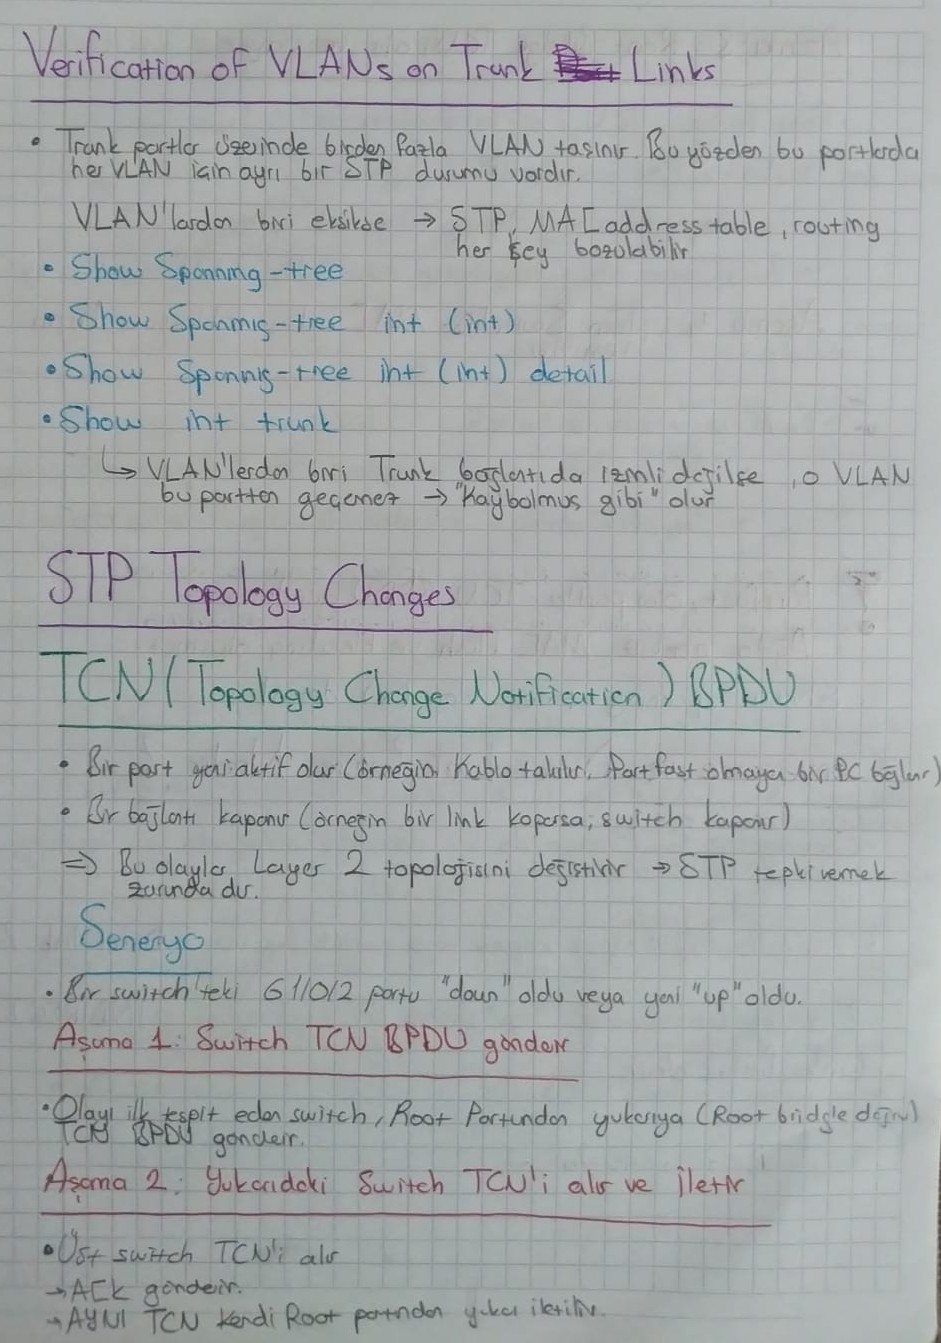 Verification of VLANs on Trunk Links
• Trunk portlar üzerinde birden fazla VLAN taşınır. Bu yüzden bu portlarda
her VLAN için ayrı bir STP durumu vardır.
VLAN'lardan biri eksikse → STP, MAC address table, routing
her şey bozulabilir
• Show Spanning-tree
• Show Spanning-tree int (int)
• Show Spanning-tree int (int) detail
• Show int trunk
↳ VLAN'lerden biri Trunk bağlantıda izinli değilse, o VLAN
bu porttan geçemez → "Kaybolmuş gibi" olur
STP Topology Changes
TCN (Topology Change Notification) BPDU
• Bir port yeni aktif olur (örneğin Kablo takılır, Portfast olmayan bir PC bağlanır)
• Bir bağlantı kapanır (örneğin bir link koparsa, switch kapanır)
⇒ Bu olaylar Layer 2 topolojisini değiştirir → STP tepki vermek
zorunda dır.
Seneryo
• Bir switch'teki G1/0/2 portu "down" oldu veya yeni "up" oldu.
Aşama 1: Switch TCN BPDU gönderir
• Olayı ilk tespit eden switch, Root Portundan yukarıya (Root bridge doğru)
TCN BPDU gönderir.
Aşama 2: Yukarıdaki Switch TCN'i alır ve iletir
• Üst switch TCN'i alır
→ ACK gönderir.
→ AYNI TCN kendi Root portundan yukarı iletilir.